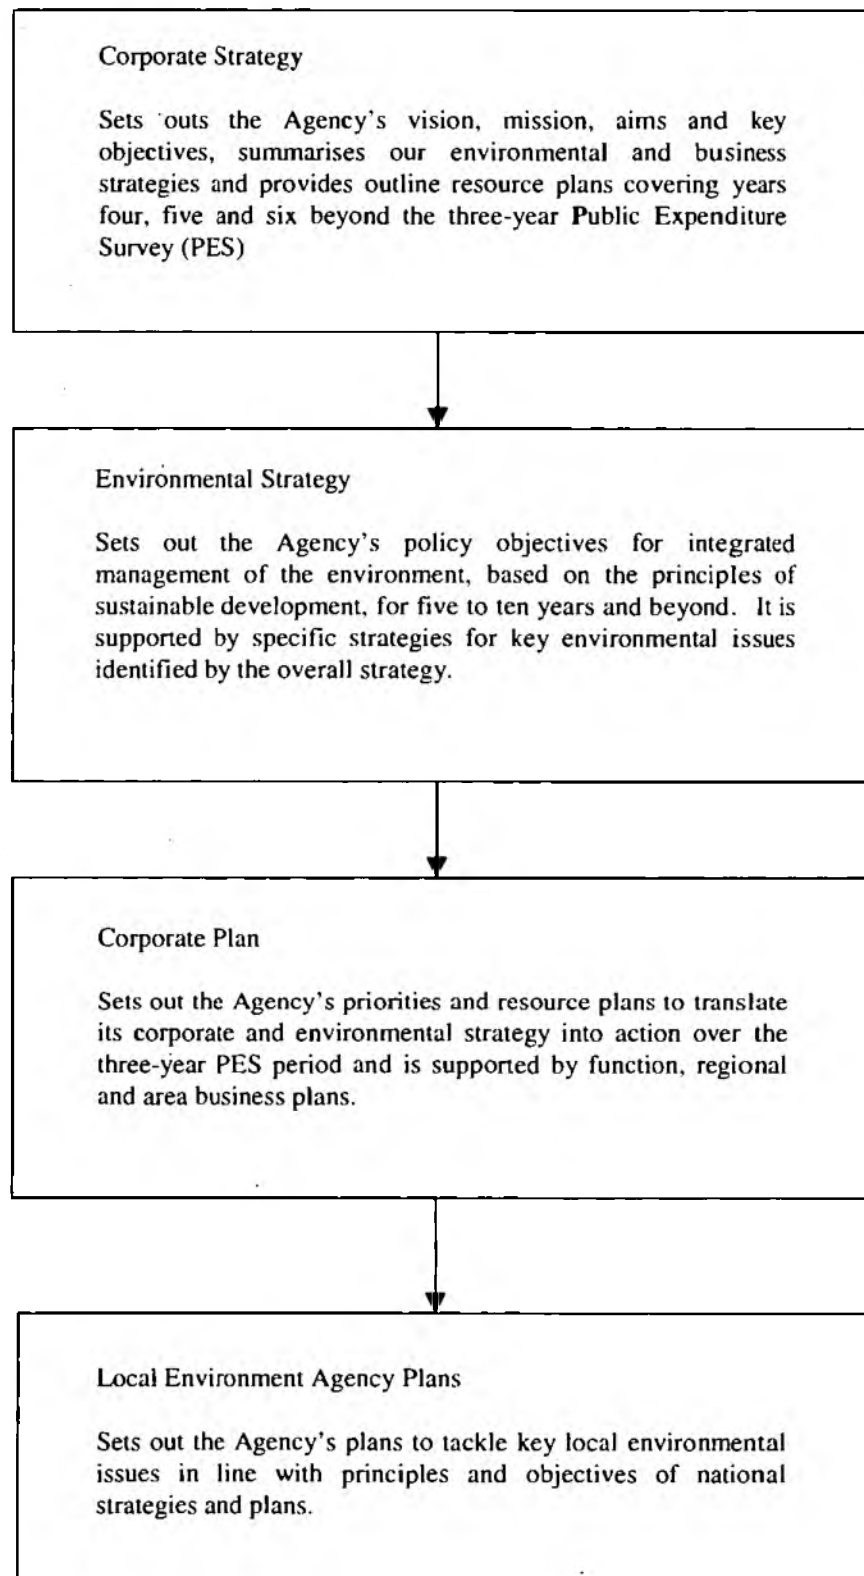 Corporate Strategy
Sets outs the Agency's vision, mission, aims and key
objectives, summarises our environmental and business
strategies and provides outline resource plans covering years
four, five and six beyond the three-year Public Expenditure
Survey (PES)
Environmental Strategy
Sets out the Agency's policy objectives for integrated
management of the environment, based on the principles of
sustainable development, for five to ten years and beyond. It is
supported by specific strategies for key environmental issues
identified by the overall strategy.
Corporate Plan
Sets out the Agency's priorities and resource plans to translate
its corporate and environmental strategy into action over the
three-year PES period and is supported by function, regional
and area business plans.
Local Environment Agency Plans
Sets out the Agency's plans to tackle key local environmental
issues in line with principles and objectives of national
strategies and plans.